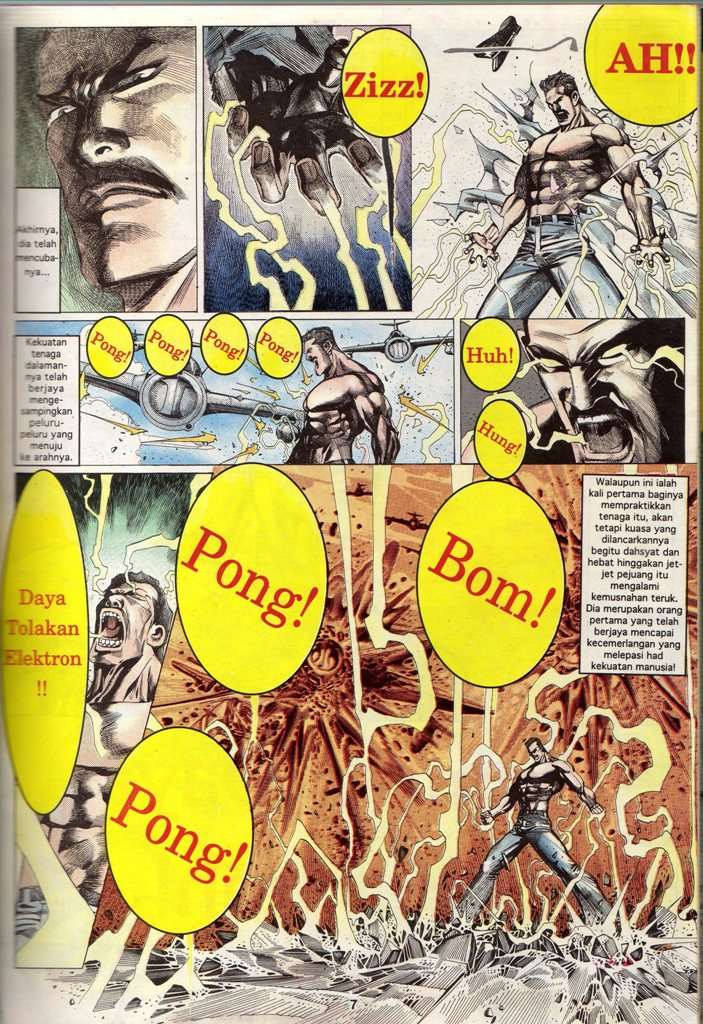 Akhirnya,
dia telah
mencuba-
nya...
Zizz!
AH!!
Kekuatan
tenaga
dalaman-
nya telah
berjaya
menge-
sampingkan
peluru-
peluru yang
menuju
ke arahnya.
Pong!
Pong!
Pong!
Pong!
Huh!
Hung!
Daya
Tolakan
Elektron
!!
Pong!
Pong!
Bom!
Walaupun ini ialah
kali pertama baginya
mempraktikkan
tenaga itu, akan
tetapi kuasa yang
dilancarkannya
begitu dahsyat dan
hebat hinggakan jet-
jet pejuang itu
mengalami
kemusnahan teruk.
Dia merupakan orang
pertama yang telah
berjaya mencapai
kecemerlangan yang
melepasi had
kekuatan manusia!
7